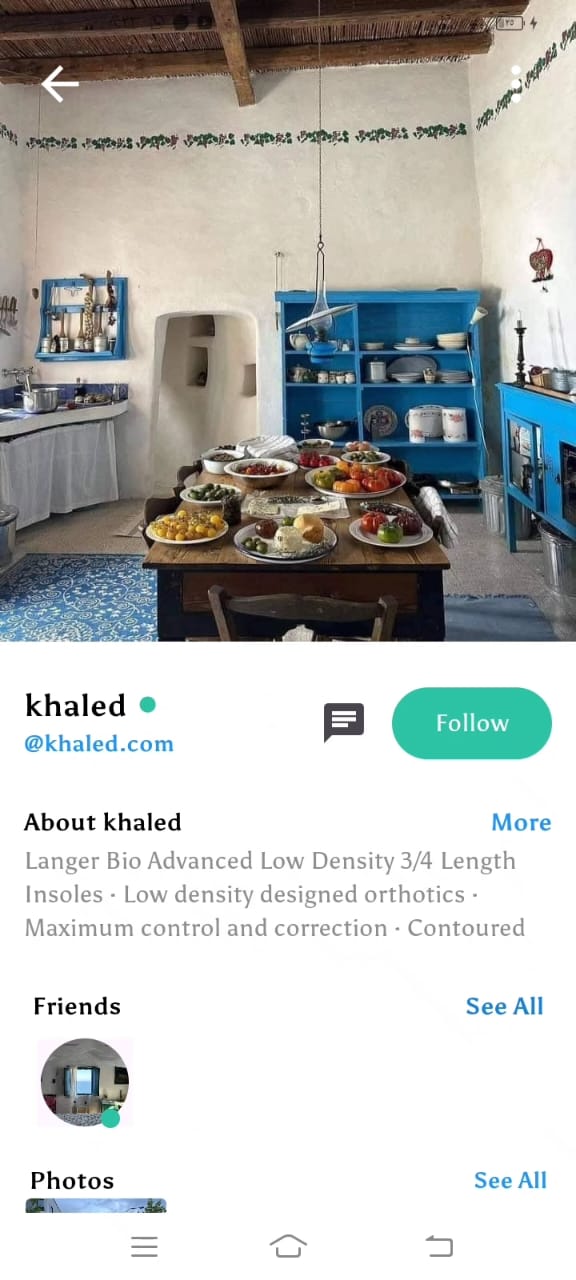 khaled
@khaled.com
Follow
About khaled
More
Langer Bio Advanced Low Density 3/4 Length
Insoles · Low density designed orthotics ·
Maximum control and correction · Contoured
Friends
See All
Photos
See All